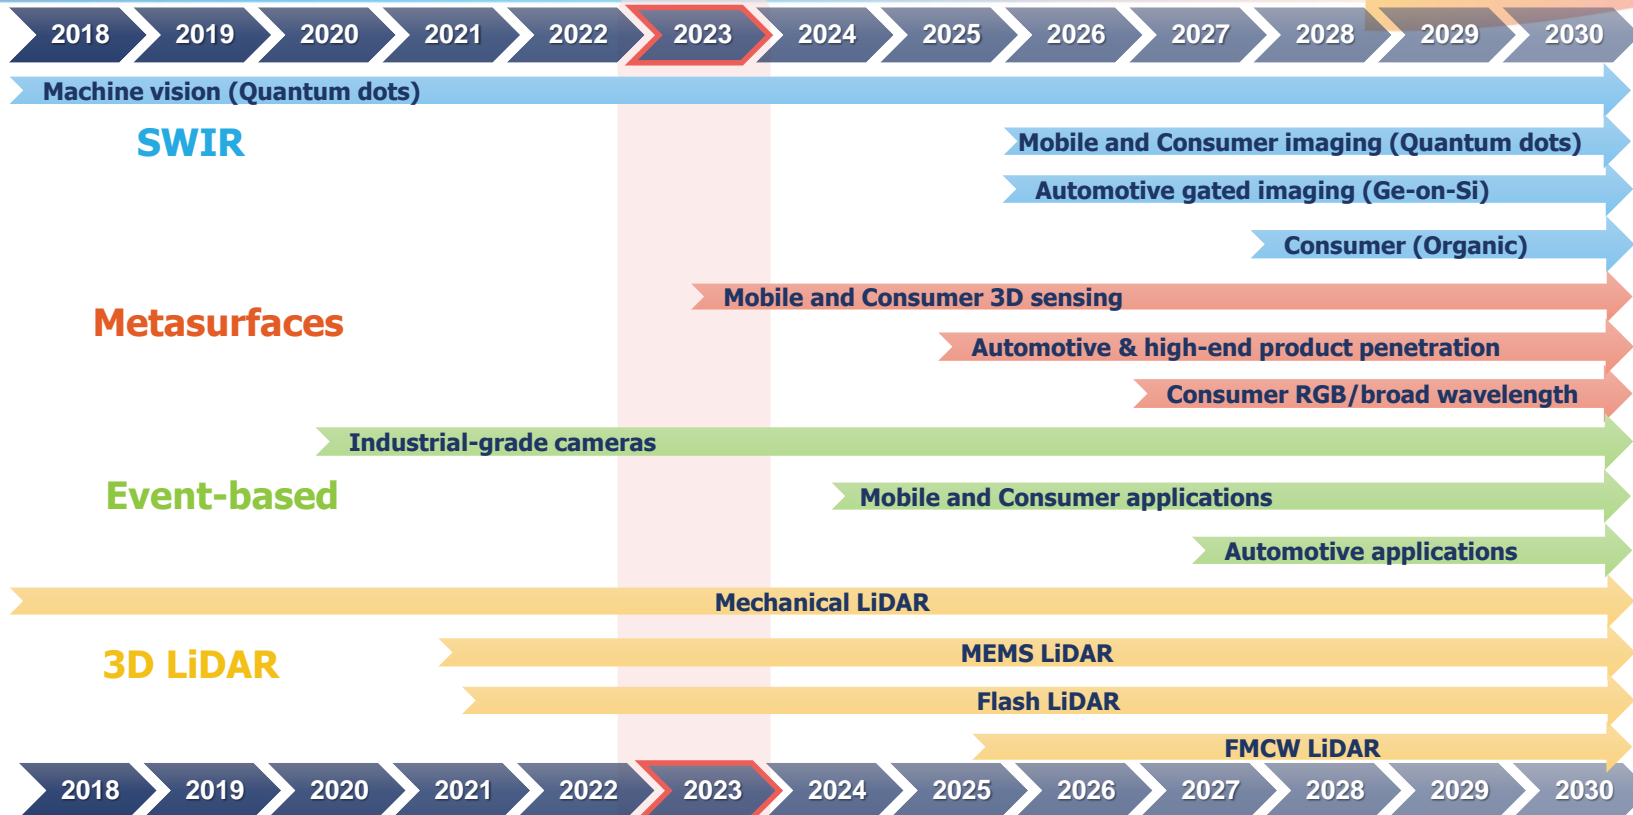 2018 2019 2020 2021 2022 2023 2024 2025 2026 2027 2028 2029 2030
Machine vision (Quantum dots)
SWIR
Mobile and Consumer imaging (Quantum dots)
Automotive gated imaging (Ge-on-Si)
Consumer (Organic)
Mobile and Consumer 3D sensing
Metasurfaces
Automotive & high-end product penetration
Consumer RGB/broad wavelength
Industrial-grade cameras
Event-based
Mobile and Consumer applications
Automotive applications
Mechanical LiDAR
MEMS LiDAR
3D LiDAR
Flash LiDAR
FMCW LiDAR
2018 2019 2020 2021 2022 2023 2024 2025 2026 2027 2028 2029 2030